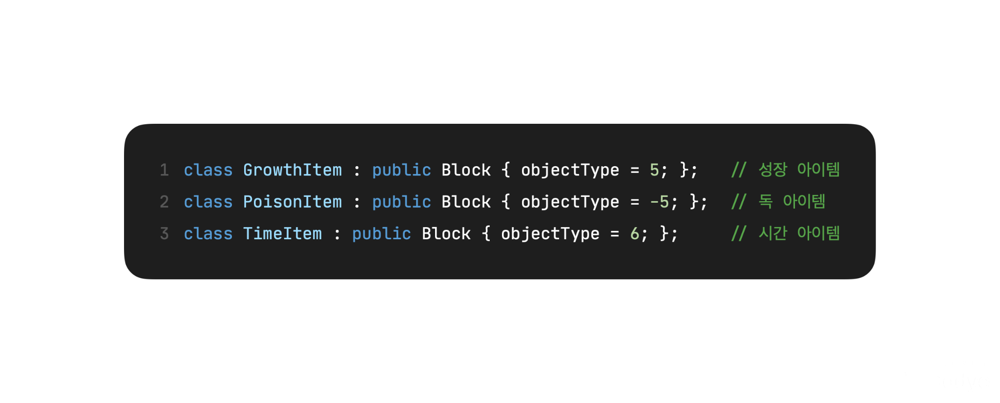 1 class GrowthItem : public Block { objectType = 5; };   // 성장 아이템
2 class PoisonItem : public Block { objectType = -5; };  // 독 아이템
3 class TimeItem : public Block { objectType = 6; };     // 시간 아이템